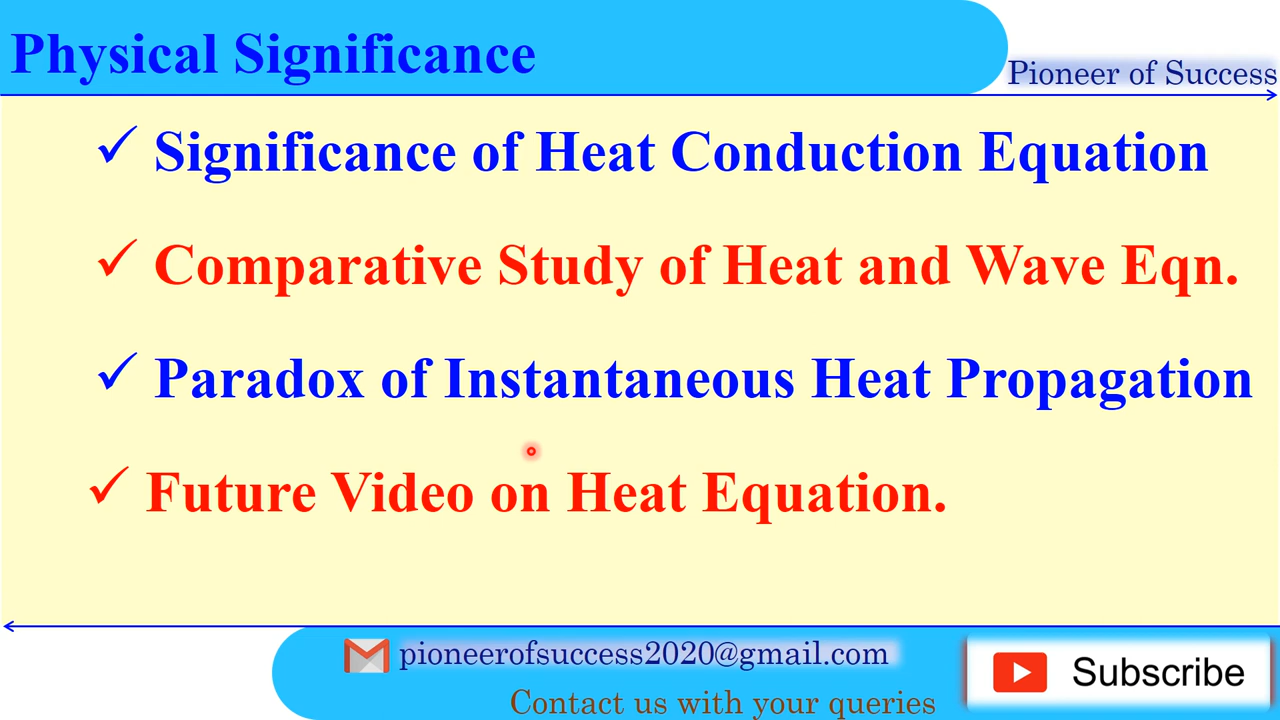 Physical Significance
Pioneer of Success
✓ Significance of Heat Conduction Equation
✓ Comparative Study of Heat and Wave Eqn.
✓ Paradox of Instantaneous Heat Propagation
✓ Future Video on Heat Equation.
pioneerofsuccess2020@gmail.com
Subscribe
Contact us with your queries